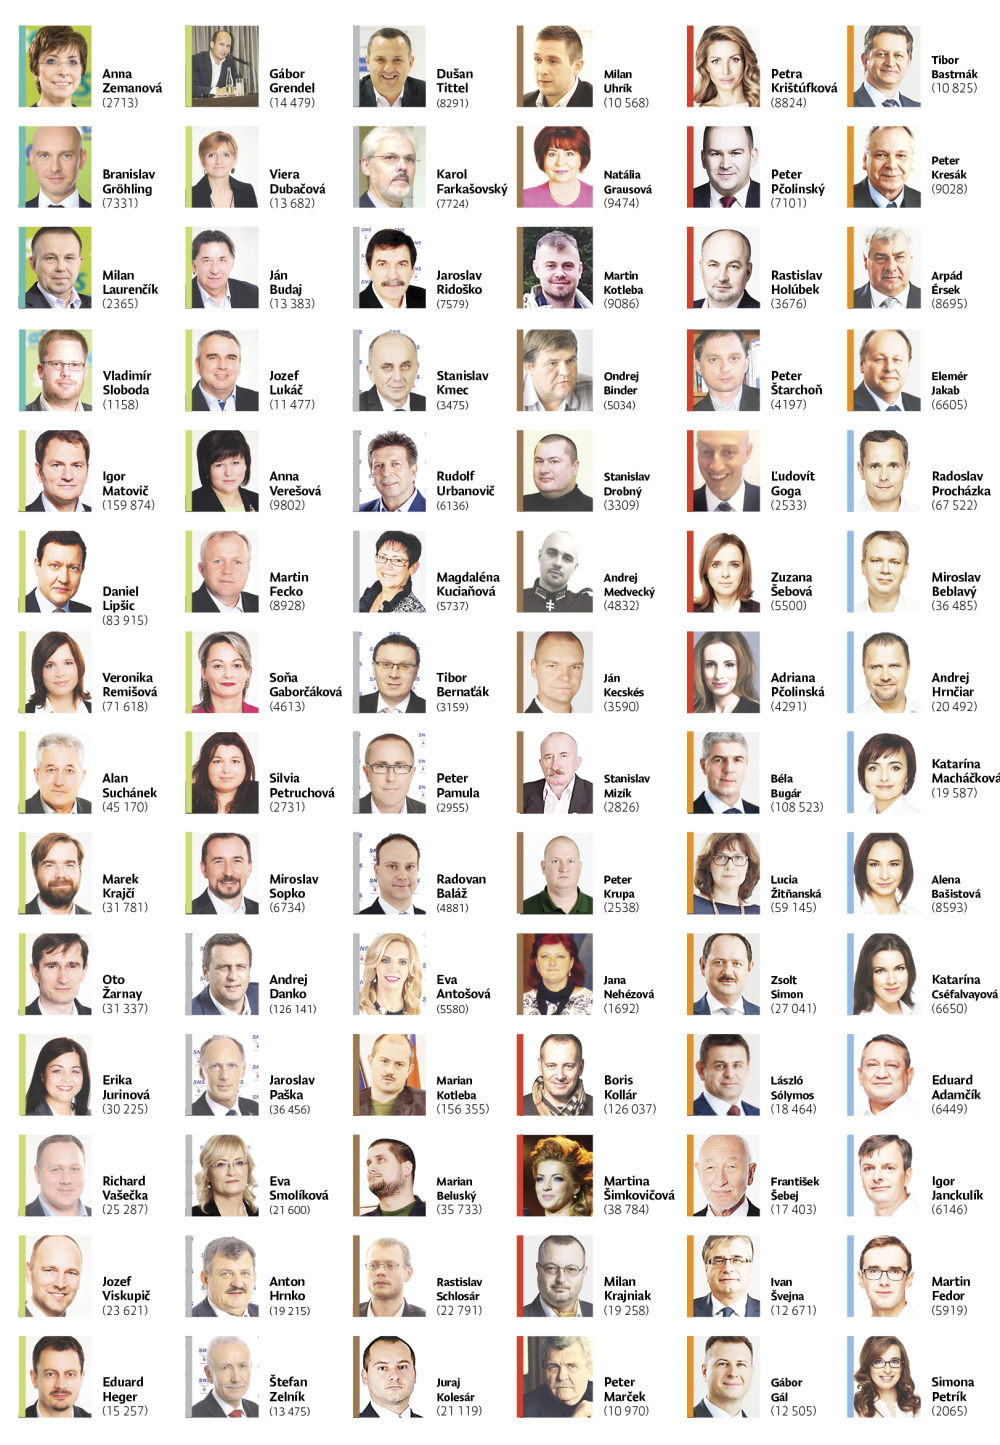 Anna
Zemanová
(2713)
Branislav
Gröhling
(7331)
Milan
Laurenčík
(2365)
Vladimír
Sloboda
(1158)
Igor
Matovič
(159 874)
Daniel
Lipšic
(83 915)
Veronika
Remišová
(71 618)
Alan
Suchánek
(45 170)
Marek
Krajčí
(31 781)
Oto
Žarnay
(31 337)
Erika
Jurinová
(30 225)
Richard
Vašečka
(25 287)
Jozef
Viskupič
(23 621)
Eduard
Heger
(15 257)
Gábor
Grendel
(14 479)
Viera
Dubačová
(13 682)
Ján
Budaj
(13 383)
Jozef
Lukáč
(11 477)
Anna
Verešová
(9802)
Martin
Fecko
(8928)
Soňa
Gaborčáková
(4613)
Silvia
Petruchová
(2731)
Miroslav
Sopko
(6734)
Andrej
Danko
(126 141)
Jaroslav
Paška
(36 456)
Eva
Smolíková
(21 600)
Anton
Hrnko
(19 215)
Štefan
Zelník
(13 475)
Dušan
Tittel
(8291)
Karol
Farkašovský
(7724)
SNS
SNS
Jaroslav
Ridoško
(7579)
Stanislav
Kmec
(3475)
Rudolf
Urbanovič
(6136)
Magdaléna
Kuciaňová
(5737)
Tibor
Bernaťák
(3159)
Peter
Pamula
(2955)
Radovan
Baláž
(4881)
Eva
Antošová
(5580)
Marian
Kotleba
(156 355)
Marian
Beluský
(35 733)
Rastislav
Schlosár
(22 791)
Juraj
Kolesár
(21 119)
Milan
Uhrík
(10 568)
Natália
Grausová
(9474)
Martin
Kotleba
(9086)
Ondrej
Binder
(5034)
Stanislav
Drobný
(3309)
Andrej
Medvecký
(4832)
Ján
Kecskés
(3590)
Stanislav
Mizík
(2826)
Peter
Krupa
(2538)
Jana
Nehézová
(1692)
Boris
Kollár
(126 037)
Martina
Šimkovičová
(38 784)
Milan
Krajniak
(19 258)
Peter
Marček
(10 970)
Petra
Krištúfková
(8824)
Peter
Pčolinský
(7101)
Rastislav
Holúbek
(3676)
Peter
Štarchoň
(4197)
Ľudovít
Goga
(2533)
Zuzana
Šebová
(5500)
Adriana
Pčolinská
(4291)
Béla
Bugár
(108 523)
Lucia
Žitňanská
(59 145)
Zsolt
Simon
(27 041)
László
Sólymos
(18 464)
František
Šebej
(17 403)
Ivan
Švejna
(12 671)
Gábor
Gál
(12 505)
Tibor
Bastrnák
(10 825)
Peter
Kresák
(9028)
Arpád
Érsek
(8695)
Elemér
Jakab
(6605)
Radoslav
Procházka
(67 522)
Miroslav
Beblavý
(36 485)
Andrej
Hrnčiar
(20 492)
Katarína
Macháčková
(19 587)
Alena
Bašistová
(8593)
Katarína
Cséfalvayová
(6650)
Eduard
Adamčík
(6449)
Igor
Janckulík
(6146)
Martin
Fedor
(5919)
Simona
Petrík
(2065)